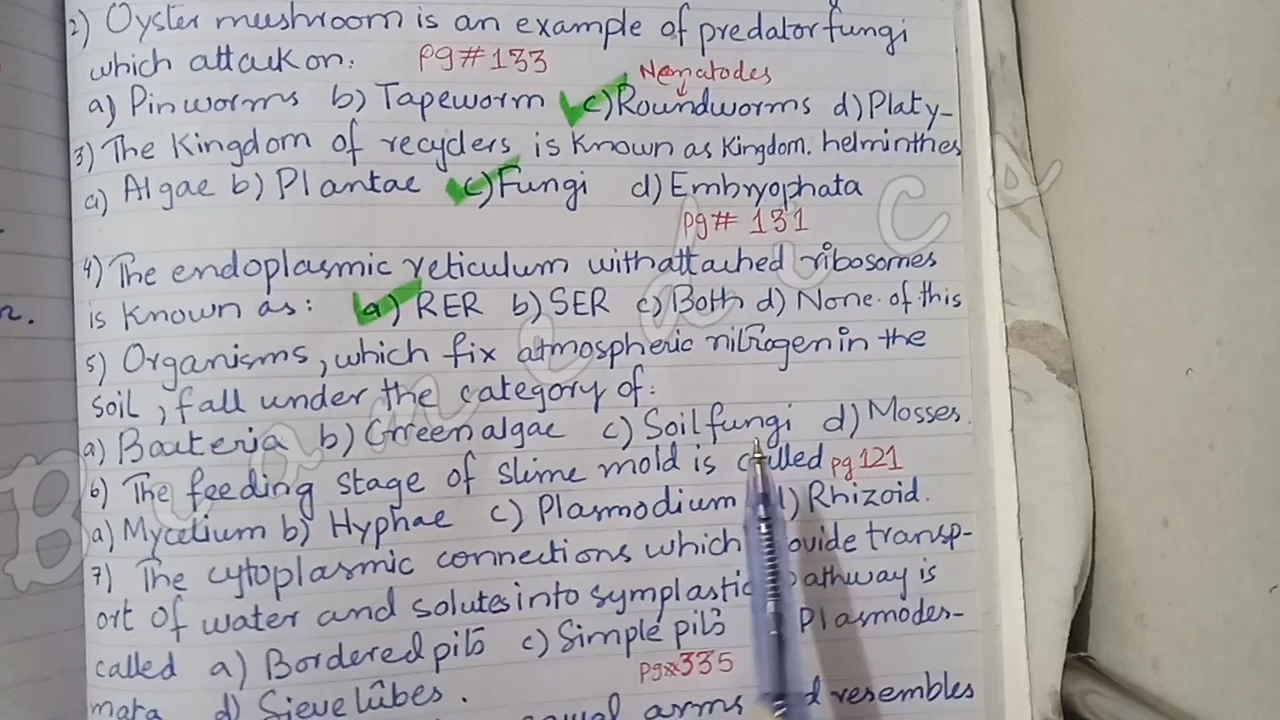 2) Oyster mushroom is an example of predator fungi
which attack on. pg# 133
Nematodes
a) Pinworms b) Tapeworm c) Roundworms d) Platy-
3) The Kingdom of recyclers is known as Kingdom. helminthes
a) Algae b) Plantae c) Fungi d) Embryophata
pg# 131
4) The endoplasmic reticulum with attached ribosomes
is known as: a) RER b) SER c) Both d) None of this
5) Organisms, which fix atmospheric nitrogen in the
soil, fall under the category of:
a) Bacteria b) Green algae c) Soil fungi d) Mosses.
6) The feeding stage of slime mold is called pg 121
a) Mycelium b) Hyphae c) Plasmodium d) Rhizoid.
7) The cytoplasmic connections which provide transp-
ort of water and solutes into symplastic pathway is
called a) Bordered pits c) Simple pits Plasmodes-
pg# 335
mata d) Sieve tubes.
equal arms resembles